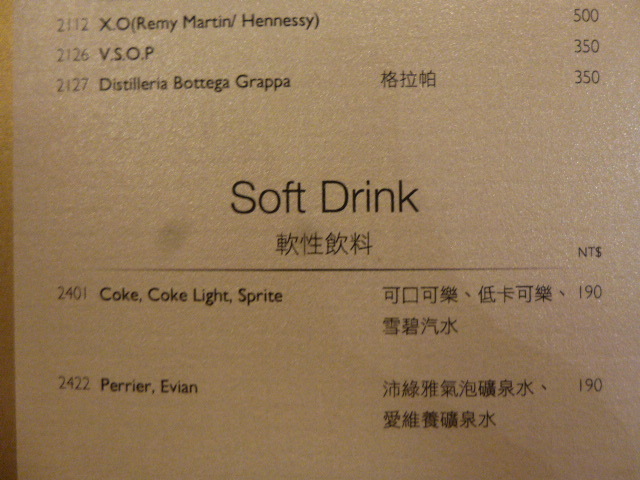 2112 X.O(Remy Martin/ Hennessy) 500
2126 V.S.O.P 350
2127 Distilleria Bottega Grappa 格拉帕 350
Soft Drink
軟性飲料
NT$
2401 Coke, Coke Light, Sprite 可口可樂、低卡可樂、 190
雪碧汽水
2422 Perrier, Evian 沛綠雅氣泡礦泉水、 190
愛維養礦泉水